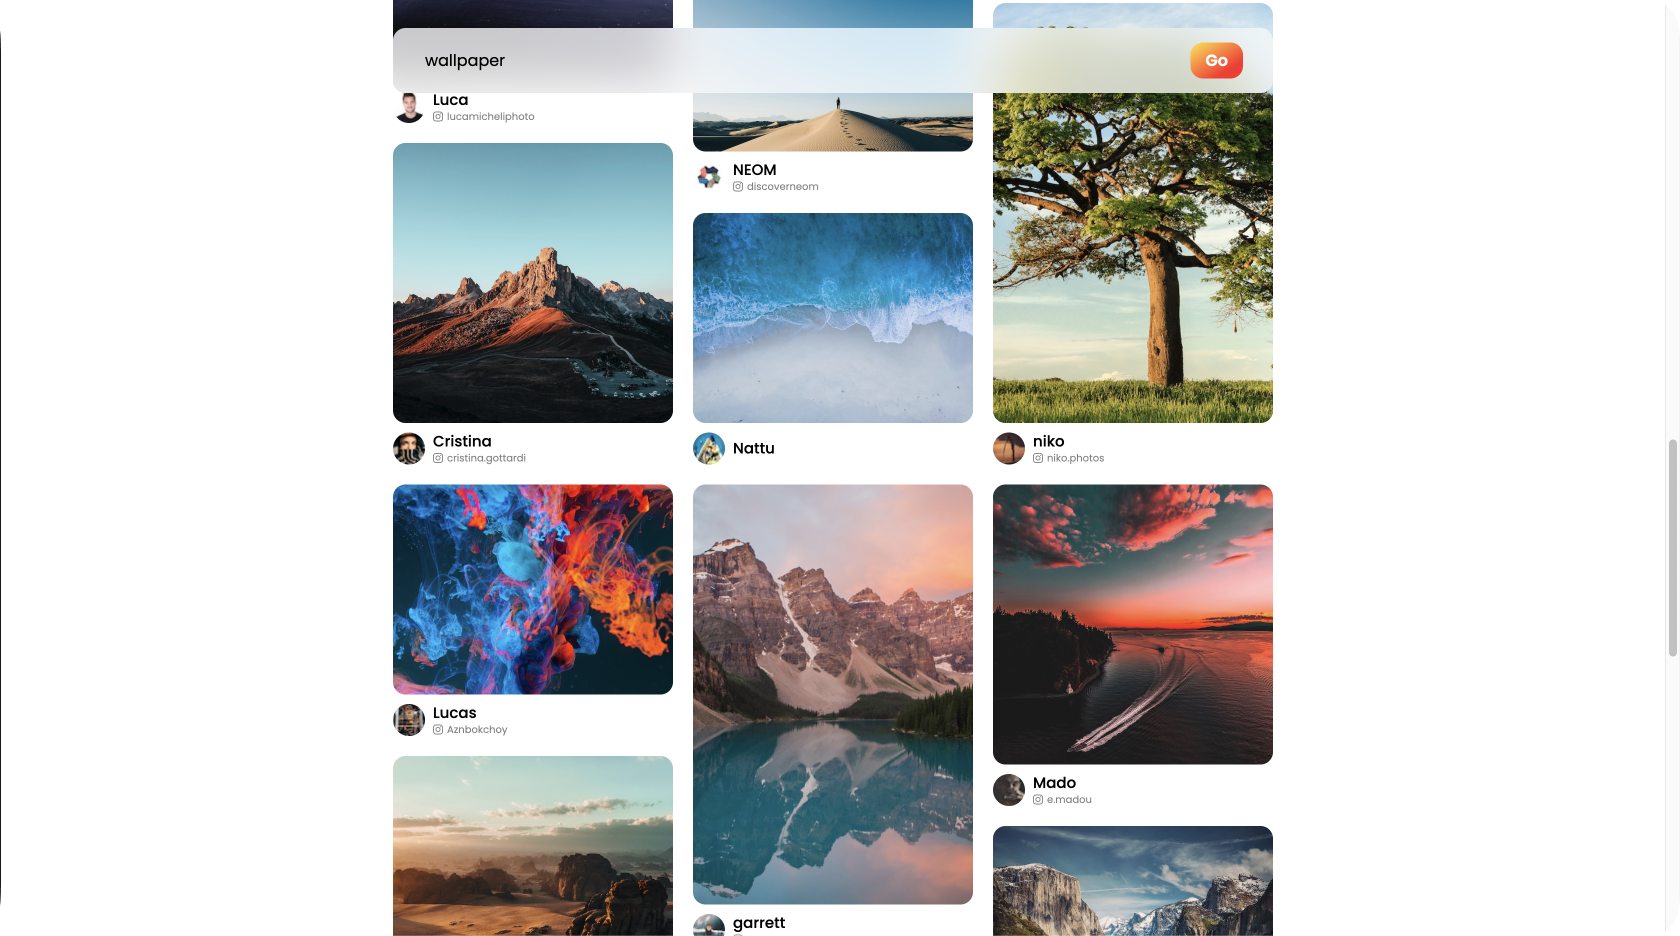 wallpaper
Go
Luca
lucamicheliphoto
NEOM
discoverneom
Cristina
cristina.gottardi
Nattu
niko
niko.photos
Lucas
Aznbokchoy
Mado
e.madou
garrett